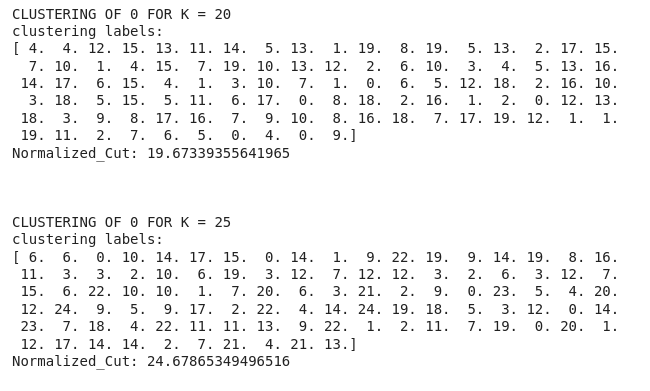 CLUSTERING OF 0 FOR K = 20
clustering labels:
[ 4.  4. 12. 15. 13. 11. 14.  5. 13.  1. 19.  8. 19.  5. 13.  2. 17. 15.
  7. 10.  1.  4. 15.  7. 19. 10. 13. 12.  2.  6. 10.  3.  4.  5. 13. 16.
 14. 17.  6. 15.  4.  1.  3. 10.  7.  1.  0.  6.  5. 12. 18.  2. 16. 10.
  3. 18.  5. 15.  5. 11.  6. 17.  0.  8. 18.  2. 16.  1.  2.  0. 12. 13.
 18.  3.  9.  8. 17. 16.  7.  9. 10.  8. 16. 18.  7. 17. 19. 12.  1.  1.
 19. 11.  2.  7.  6.  5.  0.  4.  0.  9.]
Normalized_Cut: 19.67339355641965
CLUSTERING OF 0 FOR K = 25
clustering labels:
[ 6.  6.  0. 10. 14. 17. 15.  0. 14.  1.  9. 22. 19.  9. 14. 19.  8. 16.
 11.  3.  3.  2. 10.  6. 19.  3. 12.  7. 12. 12.  3.  2.  6.  3. 12.  7.
 15.  6. 22. 10. 10.  1.  7. 20.  6.  3. 21.  2.  9.  0. 23.  5.  4. 20.
 12. 24.  9.  5.  9. 17.  2. 22.  4. 14. 24. 19. 18.  5.  3. 12.  0. 14.
 23.  7. 18.  4. 22. 11. 11. 13.  9. 22.  1.  2. 11.  7. 19.  0. 20.  1.
 12. 17. 14. 14.  2.  7. 21.  4. 21. 13.]
Normalized_Cut: 24.67865349496516